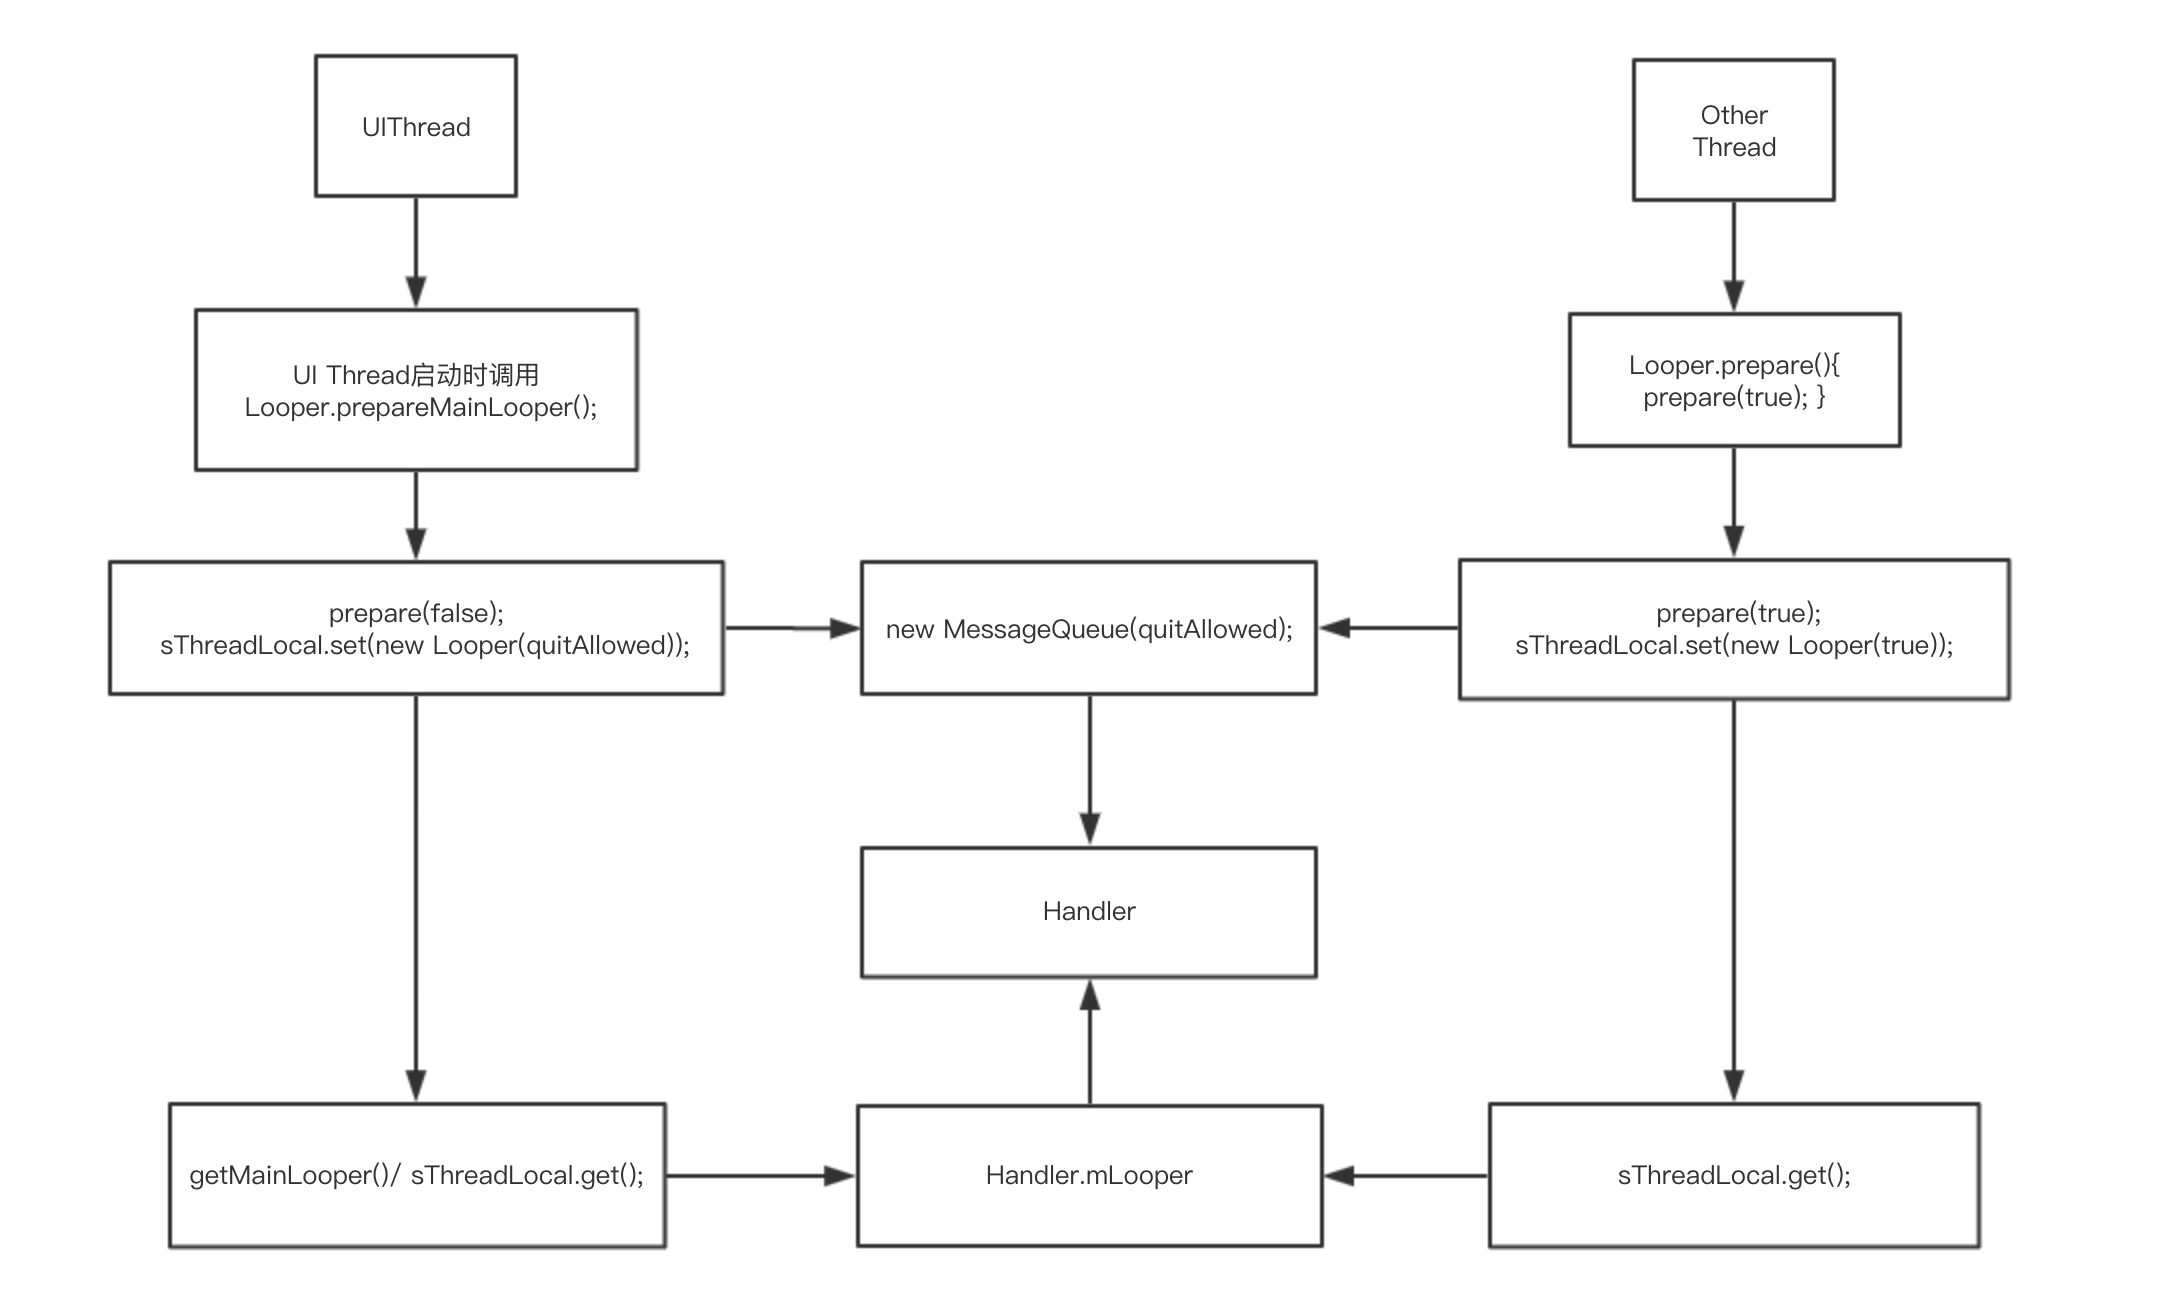 UIThread
Other
Thread
UI Thread启动时调用
Looper.prepareMainLooper();
Looper.prepare(){
prepare(true); }
prepare(false);
sThreadLocal.set(new Looper(quitAllowed));
new MessageQueue(quitAllowed);
prepare(true);
sThreadLocal.set(new Looper(true));
Handler
getMainLooper()/ sThreadLocal.get();
Handler.mLooper
sThreadLocal.get();